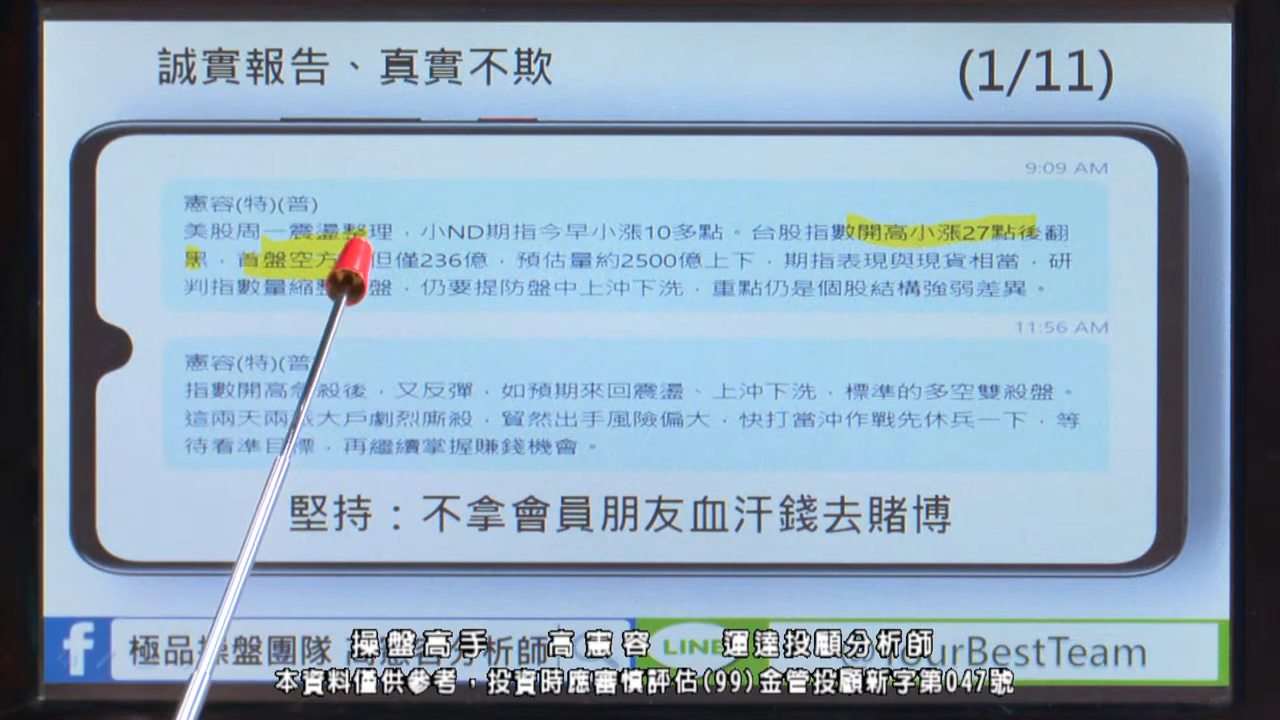 誠實報告、真實不欺
(1/11)
9:09 AM
憲容(特)(普)
美股周一震盪整理，小ND期指今早小漲10多點。台股指數開高小漲27點後翻
黑，首盤空方 但僅236億，預估量約2500億上下，期指表現與現貨相當，研
判指數量縮整 盤，仍要提防盤中上沖下洗，重點仍是個股結構強弱差異。
11:56 AM
憲容(特)(普
指數開高急殺後，又反彈，如預期來回震盪、上沖下洗，標準的多空雙殺盤。
這兩天兩派大戶劇烈廝殺，貿然出手風險偏大，快打當沖作戰先休兵一下，等
待看準目標，再繼續掌握賺錢機會。
堅持：不拿會員朋友血汗錢去賭博
f 極品操盤團隊 高憲容分析師
LINE @YourBestTeam
操盤高手 高憲容 運達投顧分析師
本資料僅供參考，投資時應審慎評估(99)金管投顧新字第047號